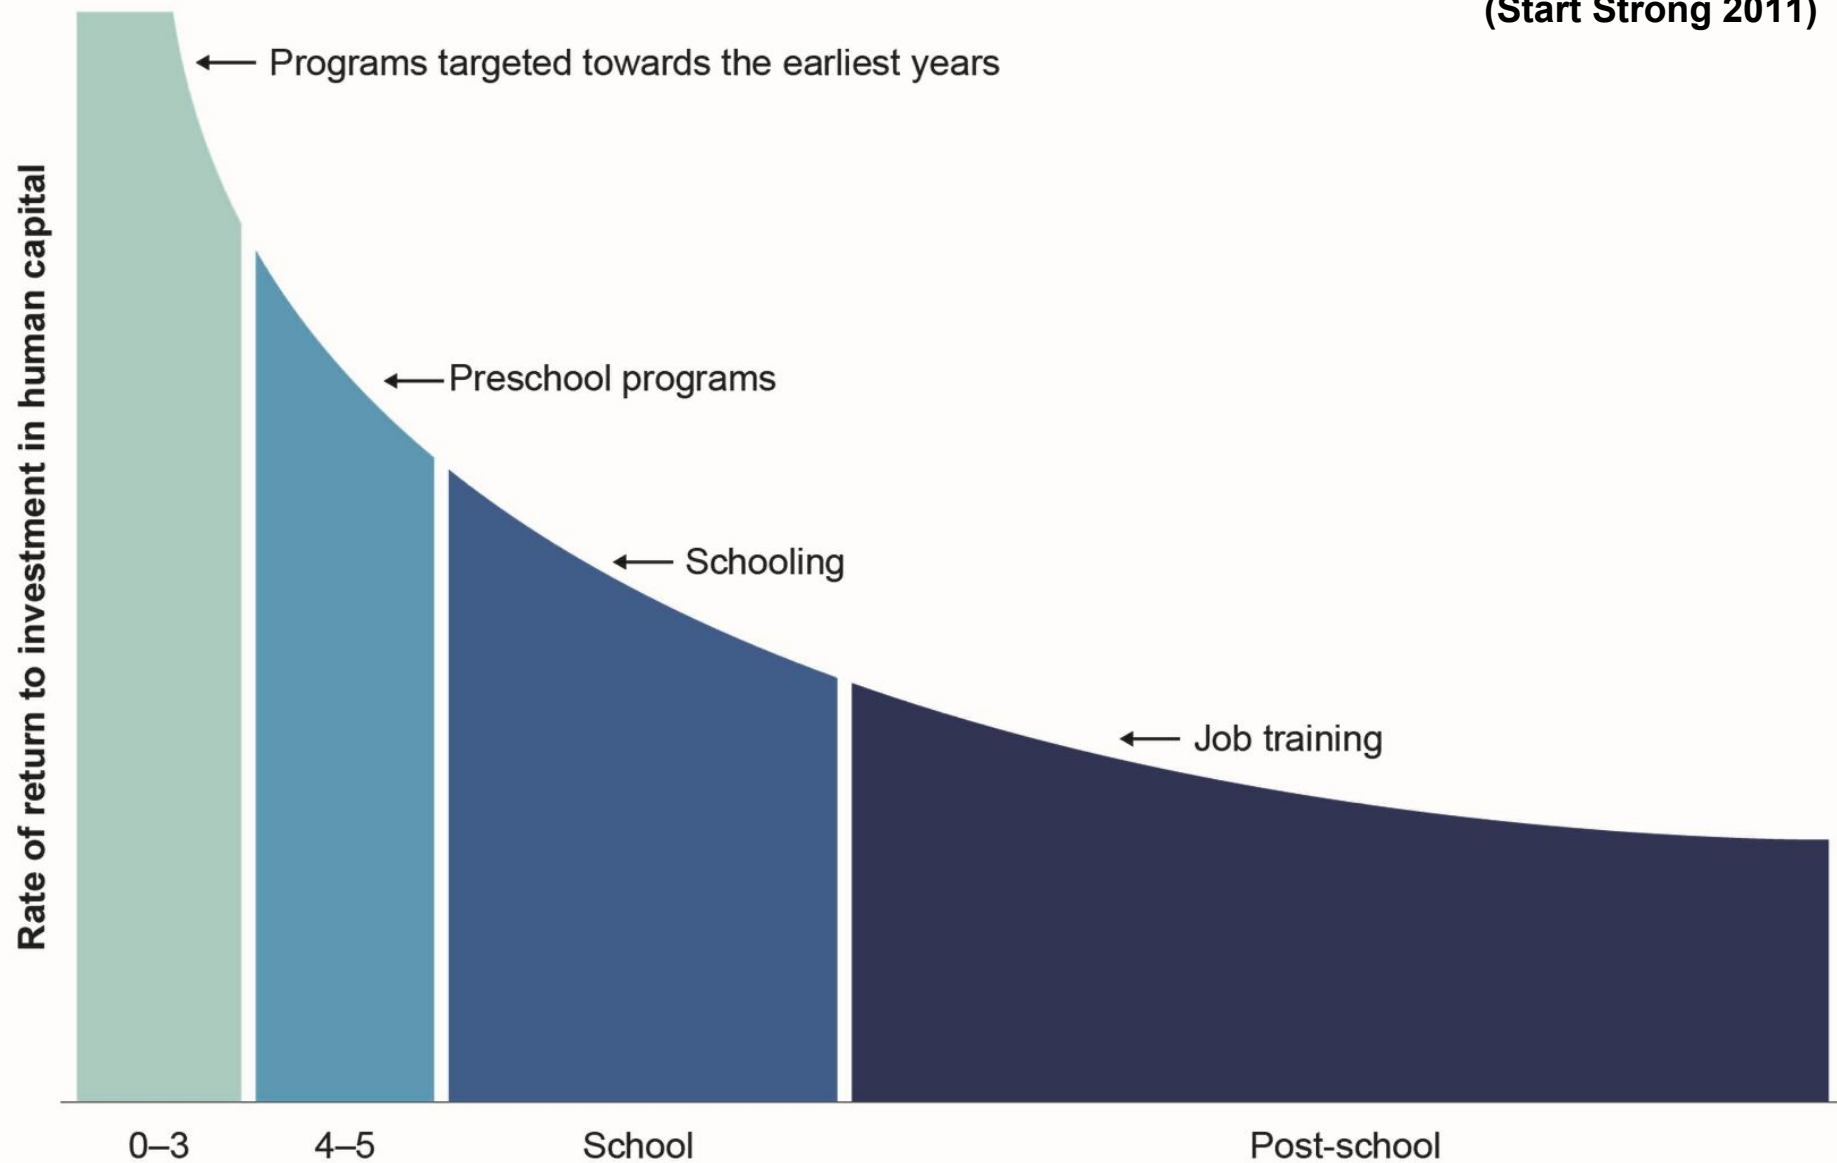 (Start Strong 2011)
Programs targeted towards the earliest years
Rate of return to investment in human capital
Preschool programs
Schooling
Job training
0–3
4–5
School
Post-school